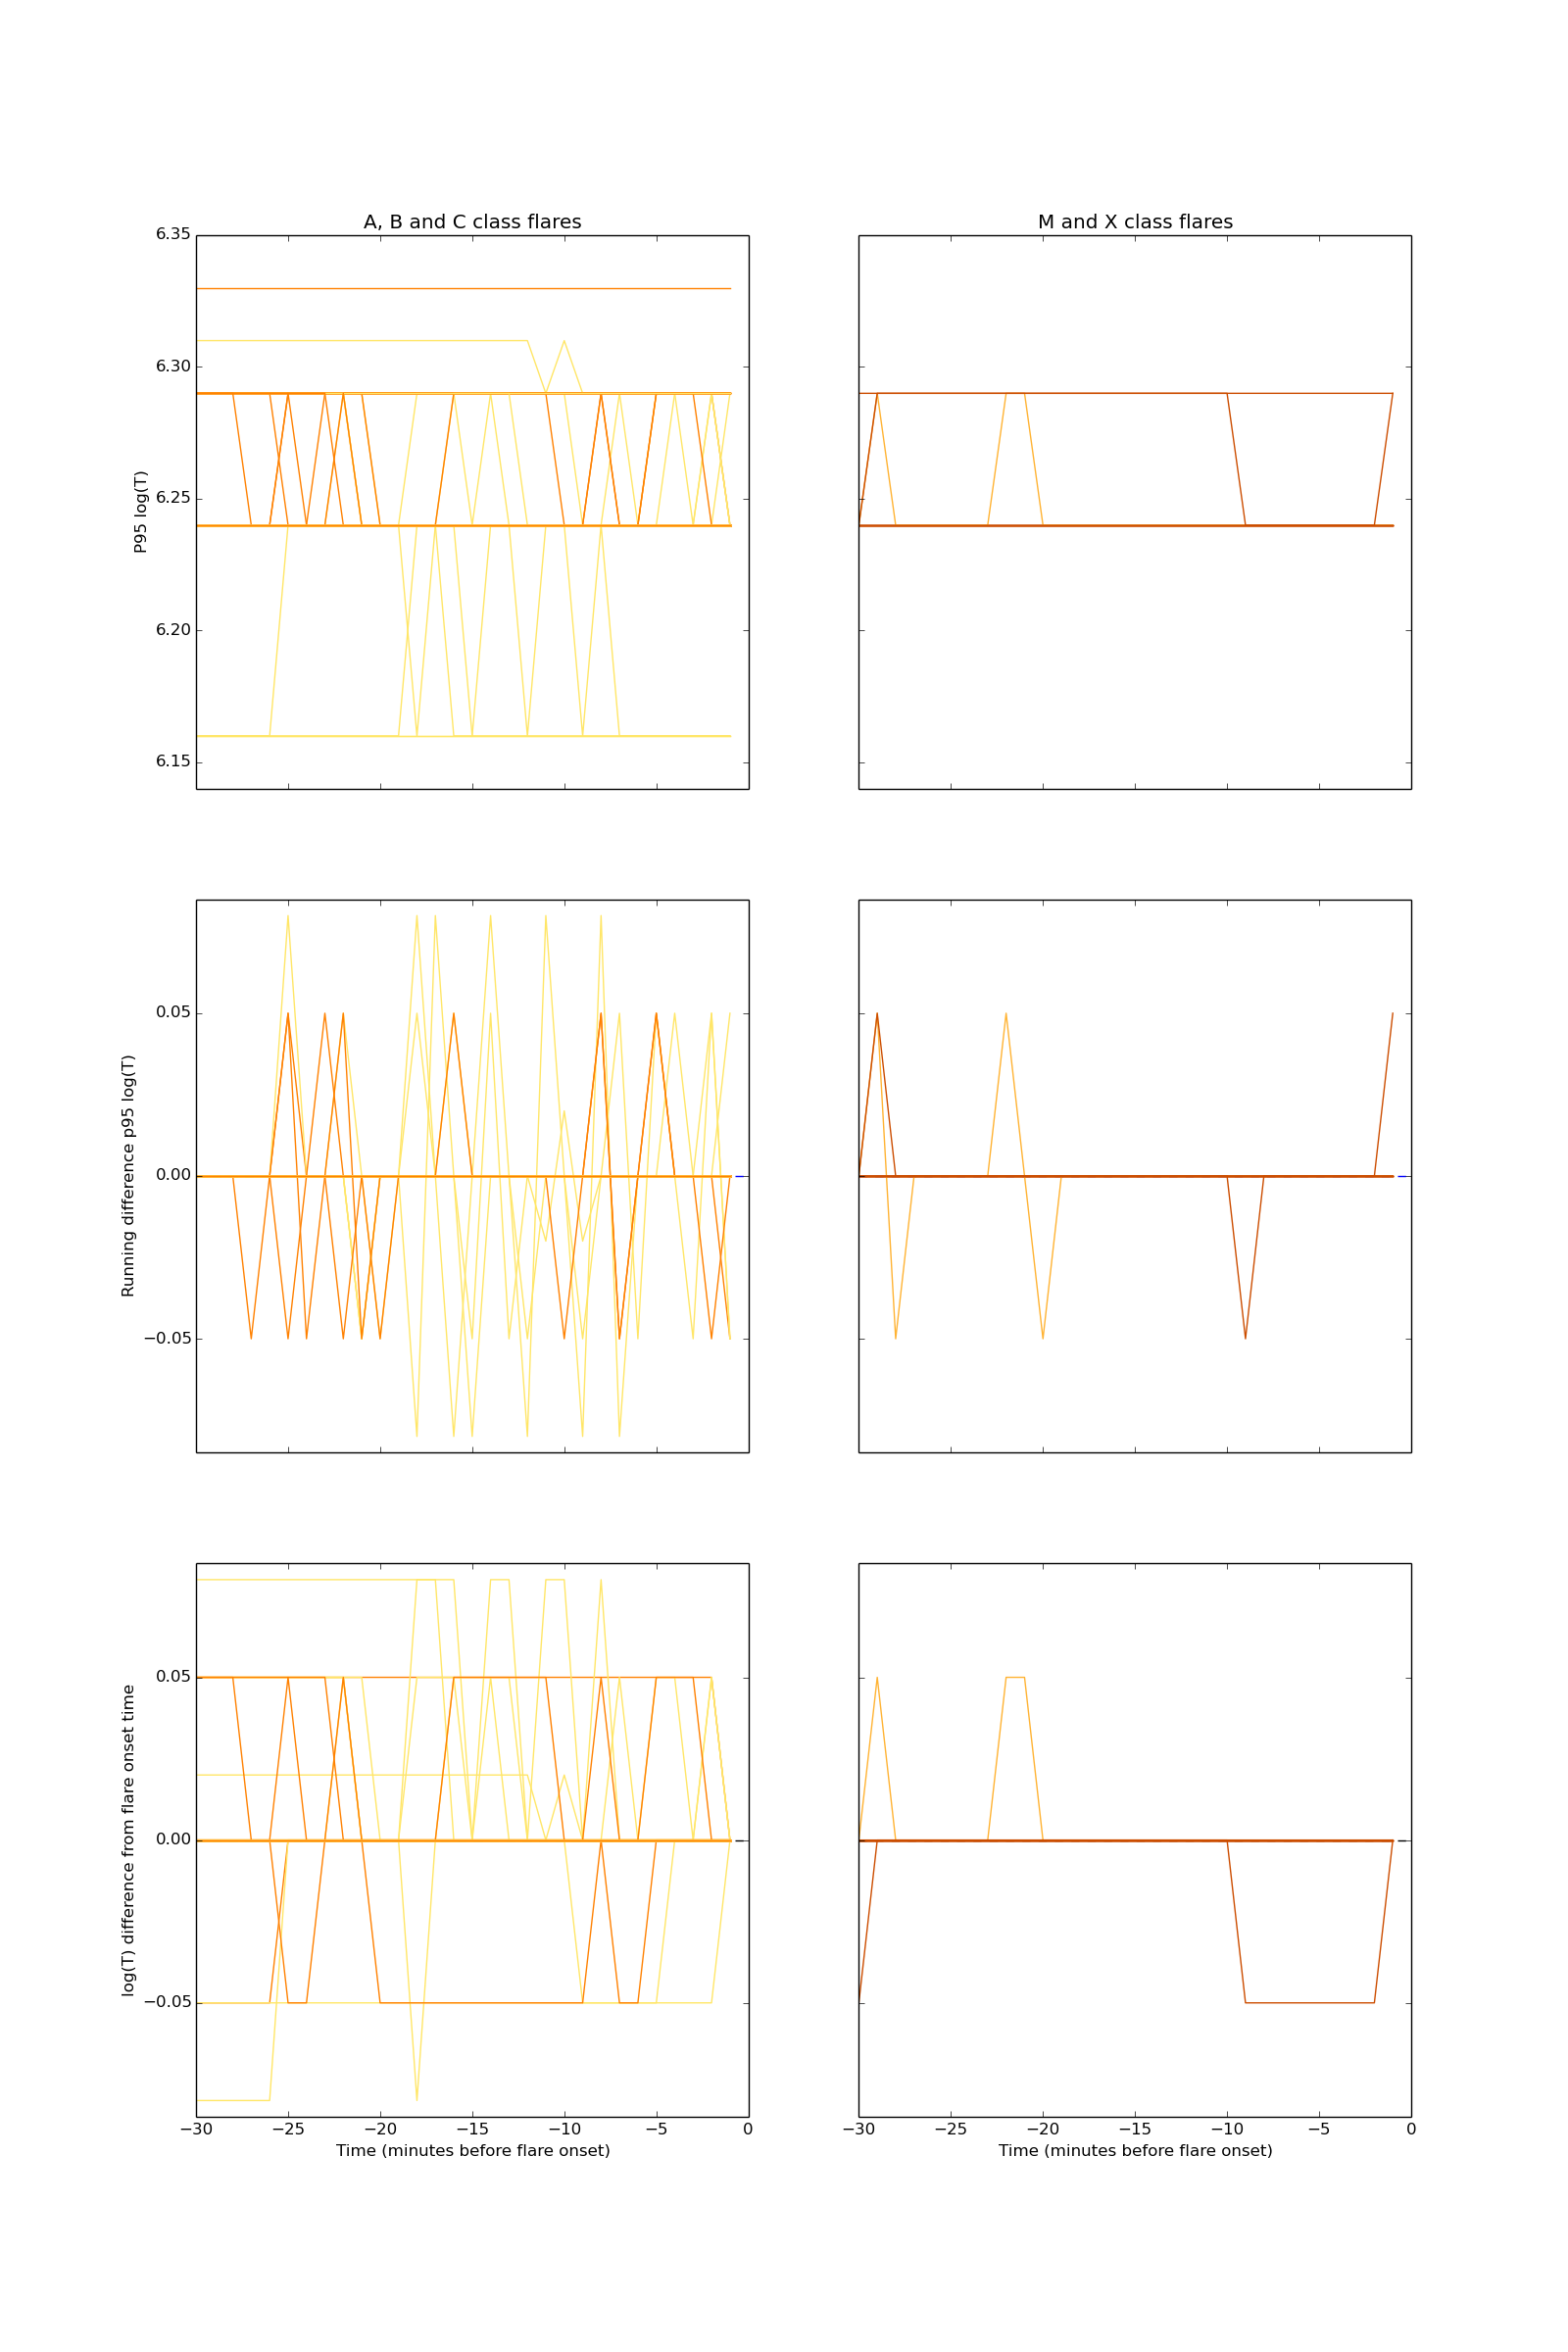 A, B and C class flares
M and X class flares
6.35
6.30
6.25
6.20
6.15
P95 log(T)
0.05
0.00
−0.05
Running difference p95 log(T)
0.05
0.00
−0.05
log(T) difference from flare onset time
−30 −25 −20 −15 −10 −5 0
−30 −25 −20 −15 −10 −5 0
Time (minutes before flare onset)
Time (minutes before flare onset)